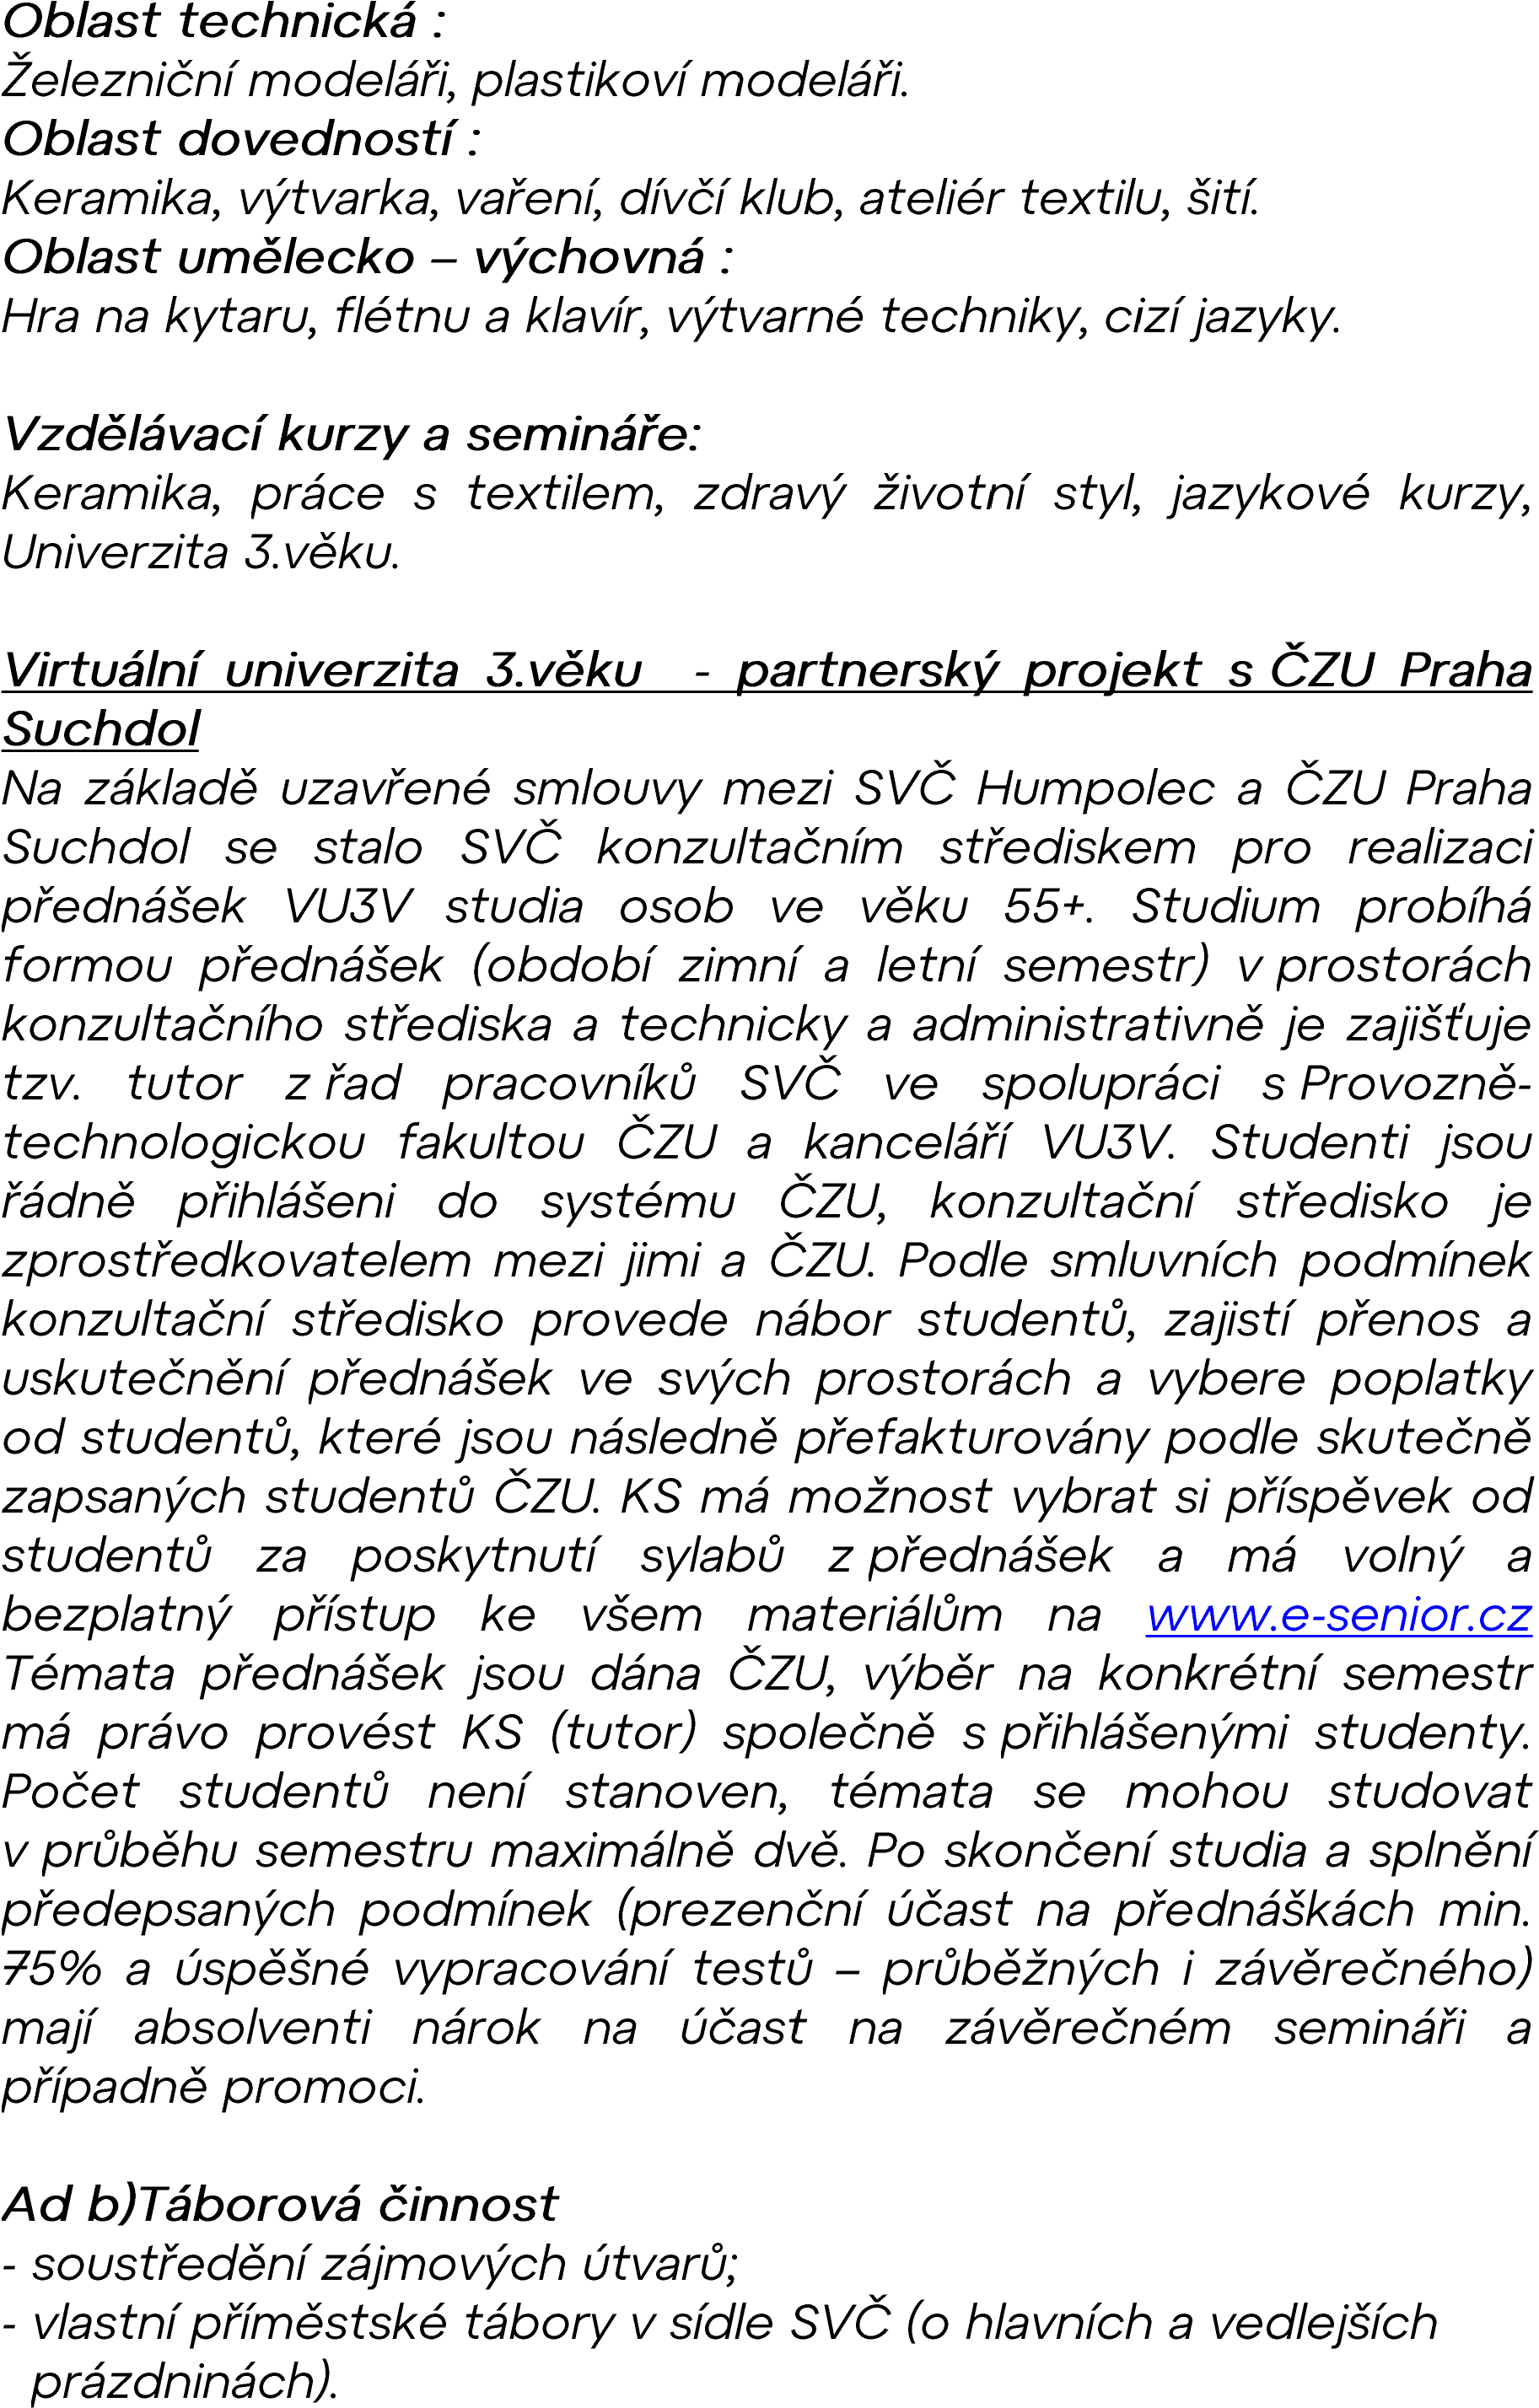 Oblast technická :
Železniční modeláři, plastikoví modeláři.
Oblast dovedností :
Keramika, výtvarka, vaření, dívčí klub, ateliér textilu, šití.
Oblast umělecko – výchovná :
Hra na kytaru, flétnu a klavír, výtvarné techniky, cizí jazyky.
Vzdělávací kurzy a semináře:
Keramika, práce s textilem, zdravý životní styl, jazykové kurzy,
Univerzita 3.věku.
Virtuální univerzita 3.věku - partnerský projekt s ČZU Praha
Suchdol
Na základě uzavřené smlouvy mezi SVČ Humpolec a ČZU Praha
Suchdol se stalo SVČ konzultačním střediskem pro realizaci
přednášek VU3V studia osob ve věku 55+. Studium probíhá
formou přednášek (období zimní a letní semestr) v prostorách
konzultačního střediska a technicky a administrativně je zajišťuje
tzv. tutor z řad pracovníků SVČ ve spolupráci s Provozně-
technologickou fakultou ČZU a kanceláří VU3V. Studenti jsou
řádně přihlášeni do systému ČZU, konzultační středisko je
zprostředkovatelem mezi jimi a ČZU. Podle smluvních podmínek
konzultační středisko provede nábor studentů, zajistí přenos a
uskutečnění přednášek ve svých prostorách a vybere poplatky
od studentů, které jsou následně přefakturovány podle skutečně
zapsaných studentů ČZU. KS má možnost vybrat si příspěvek od
studentů za poskytnutí sylabů z přednášek a má volný a
bezplatný přístup ke všem materiálům na www.e-senior.cz
Témata přednášek jsou dána ČZU, výběr na konkrétní semestr
má právo provést KS (tutor) společně s přihlášenými studenty.
Počet studentů není stanoven, témata se mohou studovat
v průběhu semestru maximálně dvě. Po skončení studia a splnění
předepsaných podmínek (prezenční účast na přednáškách min.
75% a úspěšné vypracování testů – průběžných i závěrečného)
mají absolventi nárok na účast na závěrečném semináři a
případně promoci.
Ad b)Táborová činnost
- soustředění zájmových útvarů;
- vlastní příměstské tábory v sídle SVČ (o hlavních a vedlejších
prázdninách).